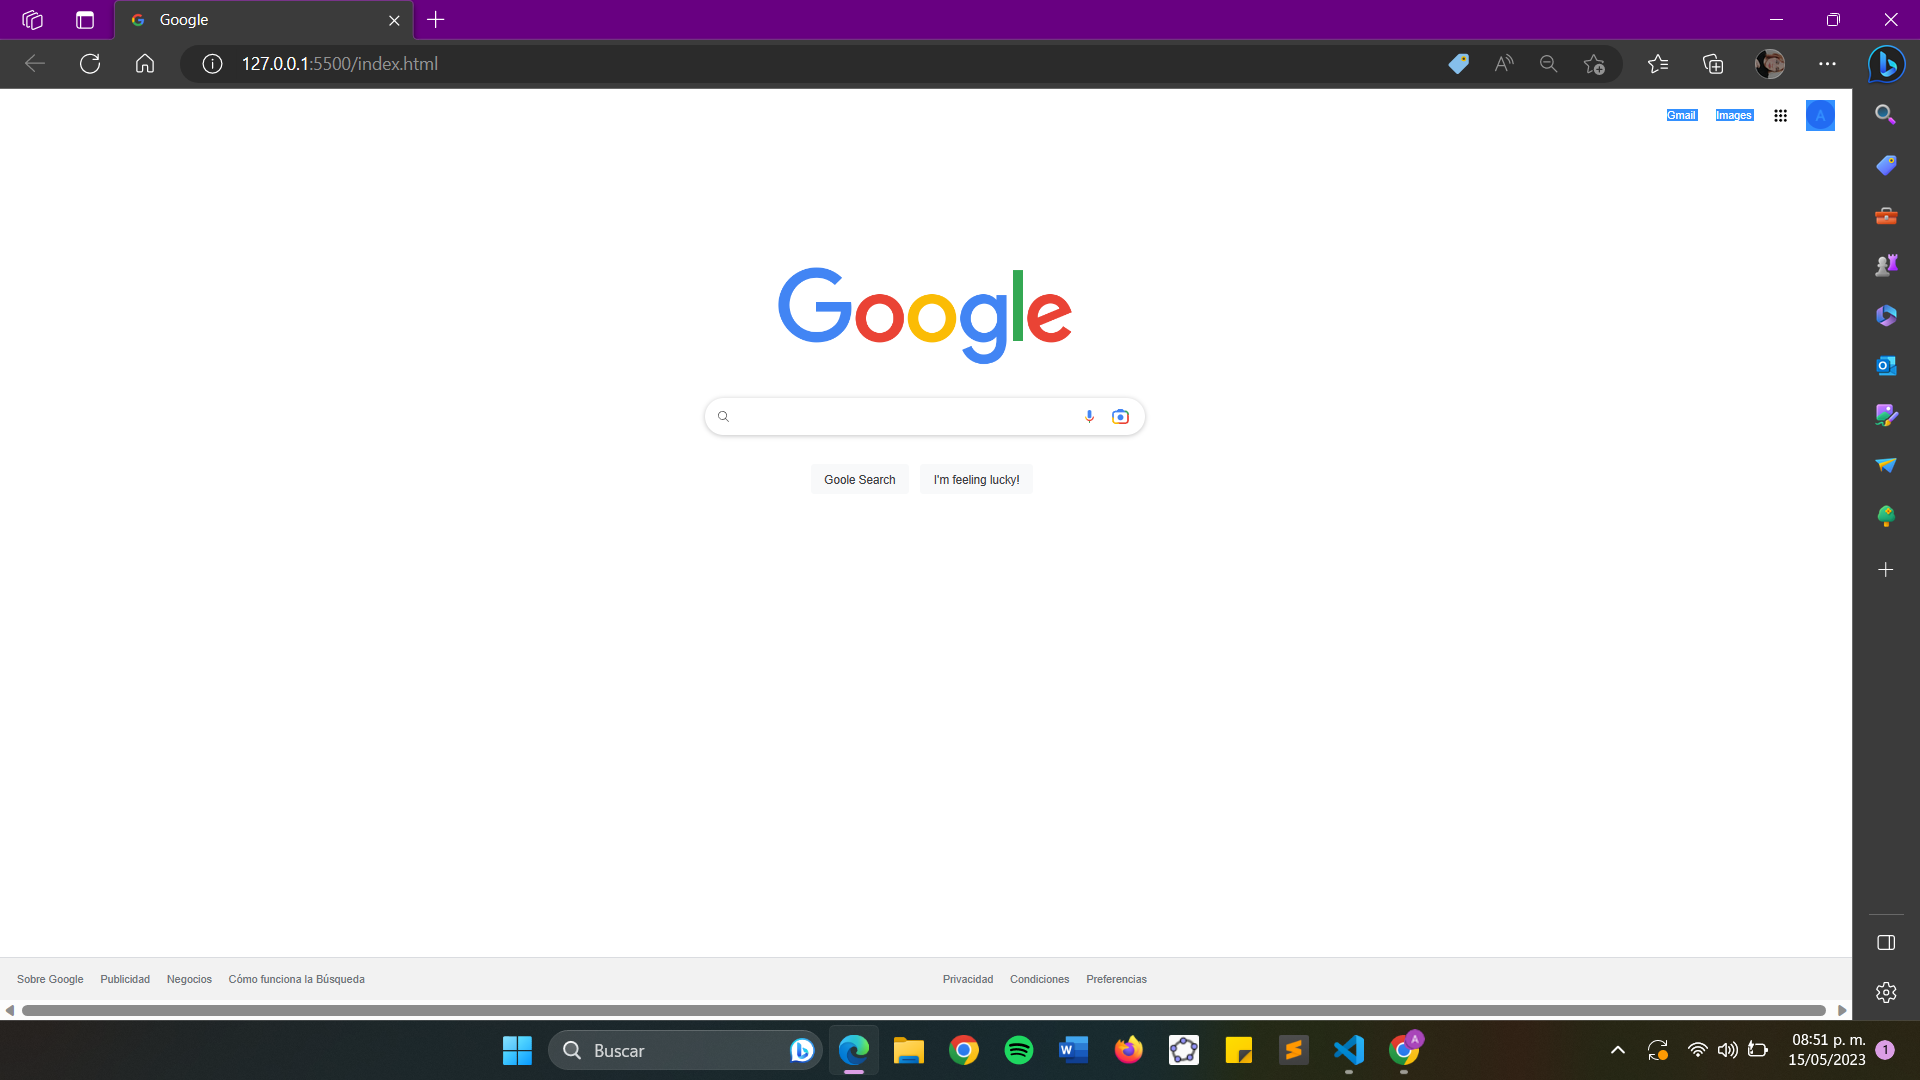 Google
127.0.0.1:5500/index.html
Gmail Images A
Google
Goole Search I'm feeling lucky!
Sobre Google Publicidad Negocios Cómo funciona la Búsqueda Privacidad Condiciones Preferencias
Buscar
A
08:51 p. m.
15/05/2023
1